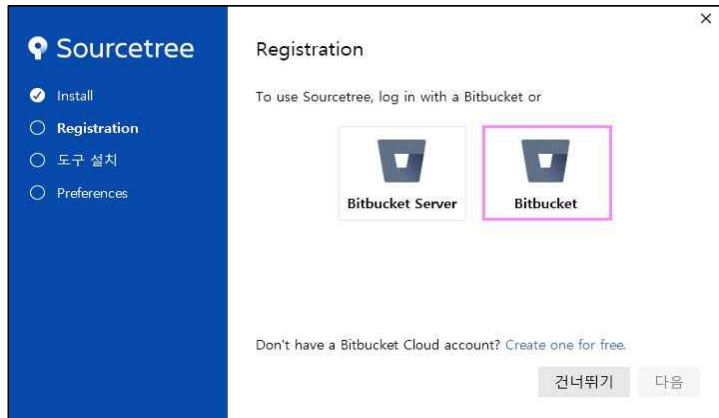 Sourcetree
Install
Registration
도구 설치
Preferences
Registration
To use Sourcetree, log in with a Bitbucket or
Bitbucket Server
Bitbucket
Don't have a Bitbucket Cloud account? Create one for free.
건너뛰기 다음